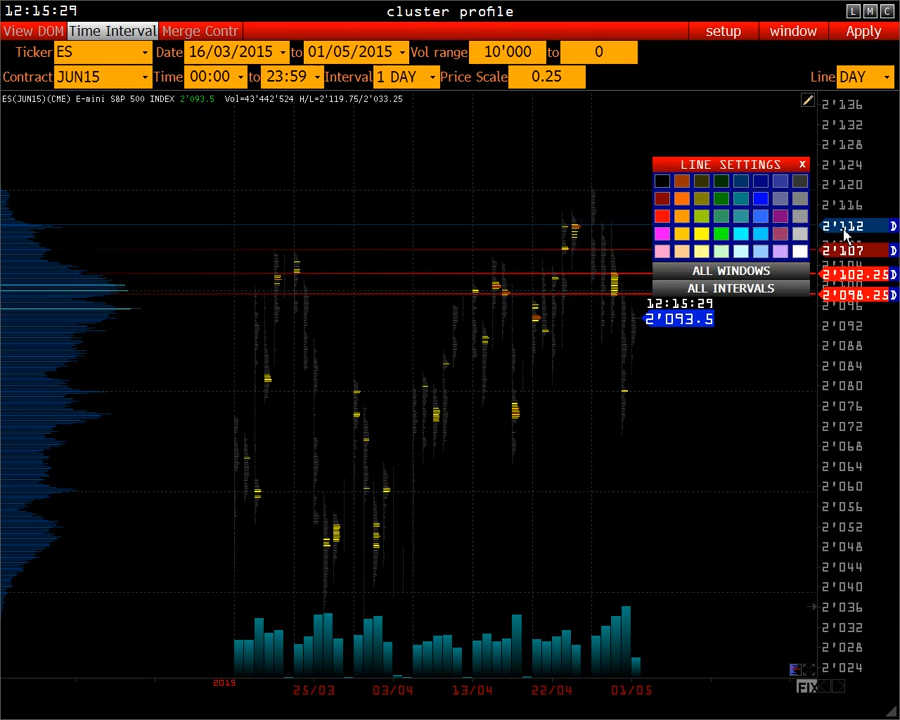 12:15:29 cluster profile L M C
View DOM Time Interval Merge Contr setup window Apply
Ticker ES Date 16/03/2015 to 01/05/2015 Vol range 10'000 to 0
Contract JUN15 Time 00:00 to 23:59 Interval 1 DAY Price Scale 0.25 Line DAY
ES(JUN15)(CME) E-mini S&P 500 INDEX 2'093.5 Vol=43'442'524 H/L=2'119.75/2'033.25
2'136
2'132
2'128
LINE SETTINGS x
2'124
2'120
2'116
2'112 D
2'107 D
ALL WINDOWS
2'102.25 D
ALL INTERVALS
2'098.25 D
12:15:29
2'096
2'093.5
2'092
2'088
2'084
2'080
2'076
2'072
2'068
2'064
2'060
2'056
2'052
2'048
2'044
2'040
2'036
2'032
2'028
2'024
2015
25/03 03/04 13/04 22/04 01/05
FIX